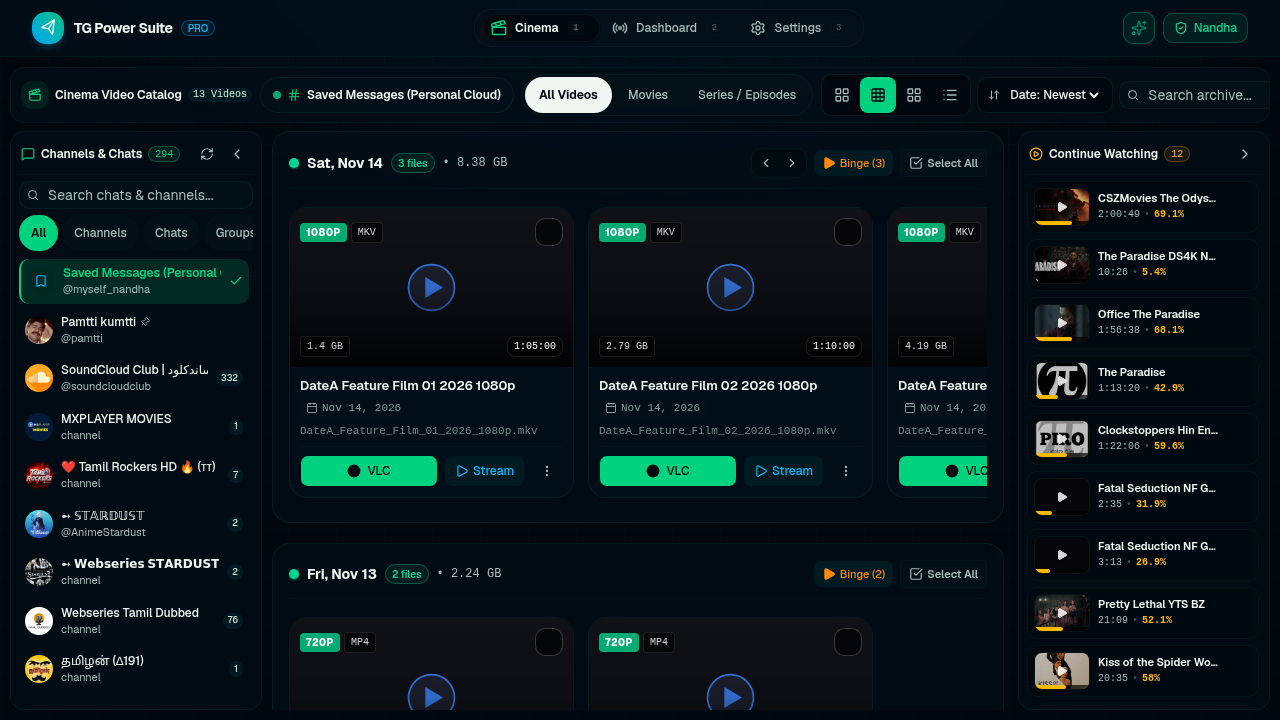 TG Power Suite PRO
Cinema 1
Dashboard 2
Settings 3
Nandha
Cinema Video Catalog 13 Videos
# Saved Messages (Personal Cloud)
All Videos
Movies
Series / Episodes
Date: Newest
Search archive...
Channels & Chats 294
Search chats & channels...
All
Channels
Chats
Groups
Saved Messages (Personal
@myself_nandha
Pamtti kumtti
@pamtti
SoundCloud Club | ساندکلود
@soundcloudclub
332
MXPLAYER MOVIES
channel
1
❤️ Tamil Rockers HD 🔥 (тт)
channel
7
➻ 𝕊𝕋𝔸ℝ𝔻𝕌𝕊𝕋
@AnimeStardust
2
➻ 𝗪𝗲𝗯𝘀𝗲𝗿𝗶𝗲𝘀 𝗦𝗧𝗔𝗥𝗗𝗨𝗦𝗧
channel
2
Webseries Tamil Dubbed
channel
76
தமிழன் (∆191)
channel
1
Sat, Nov 14 3 files • 8.38 GB
Binge (3)
Select All
1080P MKV
1.4 GB 1:05:00
DateA Feature Film 01 2026 1080p
Nov 14, 2026
DateA_Feature_Film_01_2026_1080p.mkv
VLC
Stream
1080P MKV
2.79 GB 1:10:00
DateA Feature Film 02 2026 1080p
Nov 14, 2026
DateA_Feature_Film_02_2026_1080p.mkv
VLC
Stream
1080P MKV
4.19 GB
DateA Feature
Nov 14, 20
DateA_Feature_
VLC
Fri, Nov 13 2 files • 2.24 GB
Binge (2)
Select All
720P MP4
720P MP4
Continue Watching 12
CSZMovies The Odys...
2:00:49 • 69.1%
The Paradise DS4K N...
10:26 • 5.4%
Office The Paradise
1:56:38 • 68.1%
The Paradise
1:13:20 • 42.9%
Clockstoppers Hin En...
1:22:06 • 59.6%
Fatal Seduction NF G...
2:35 • 31.9%
Fatal Seduction NF G...
3:13 • 26.9%
Pretty Lethal YTS BZ
21:09 • 52.1%
Kiss of the Spider Wo...
20:35 • 58%